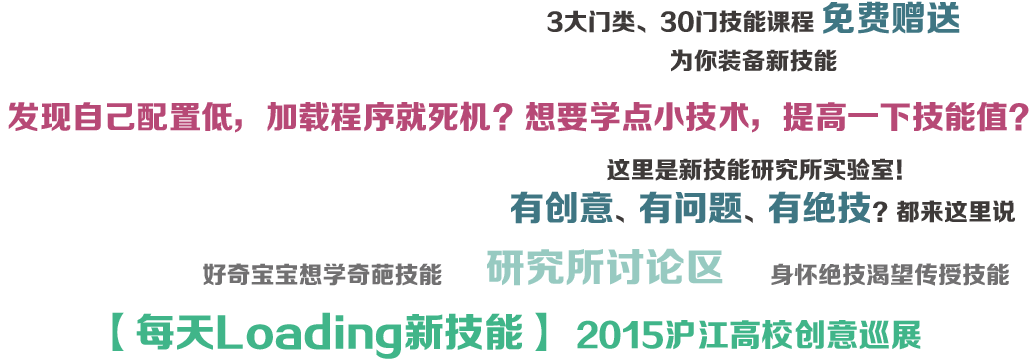 3大门类、30门技能课程 免费赠送
为你装备新技能
发现自己配置低，加载程序就死机？想要学点小技术，提高一下技能值？
这里是新技能研究所实验室！
有创意、有问题、有绝技？都来这里说
好奇宝宝想学奇葩技能 研究所讨论区 身怀绝技渴望传授技能
【每天Loading新技能】2015沪江高校创意巡展